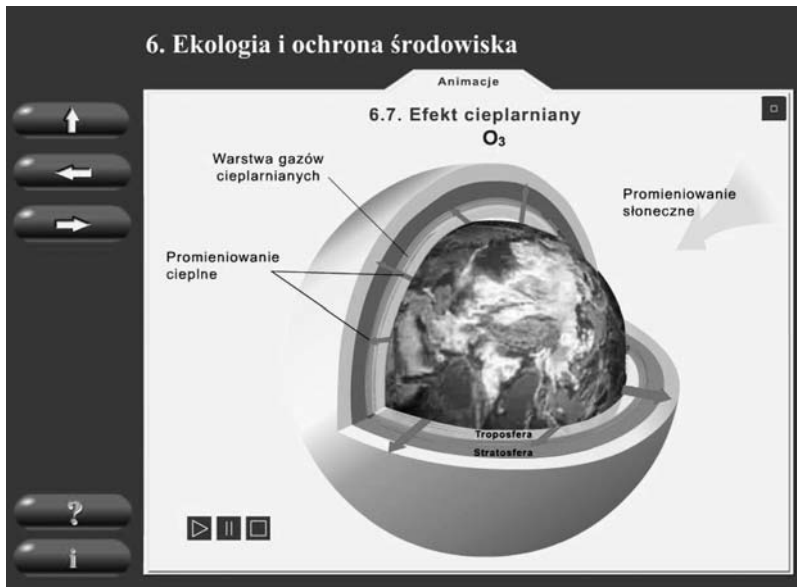 6. Ekologia i ochrona środowiska
Animacje
6.7. Efekt cieplarniany
O₃
Warstwa gazów
cieplarnianych
Promieniowanie
słoneczne
Promieniowanie
cieplne
Troposfera
Stratosfera
?
i